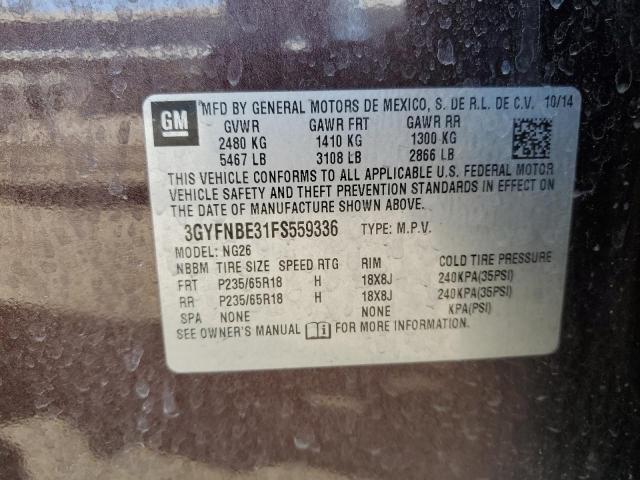 GM
MFD BY GENERAL MOTORS DE MEXICO, S. DE R.L. DE C.V. 10/14
GVWR GAWR FRT GAWR RR
2480 KG 1410 KG 1300 KG
5467 LB 3108 LB 2866 LB
THIS VEHICLE CONFORMS TO ALL APPLICABLE U.S. FEDERAL MOTOR
VEHICLE SAFETY AND THEFT PREVENTION STANDARDS IN EFFECT ON
THE DATE OF MANUFACTURE SHOWN ABOVE.
3GYFNBE31FS559336 TYPE: M.P.V.
MODEL: NG26
NBBM TIRE SIZE SPEED RTG RIM COLD TIRE PRESSURE
FRT P235/65R18 H 18X8J 240KPA(35PSI)
RR P235/65R18 H 18X8J 240KPA(35PSI)
SPA NONE NONE KPA(PSI)
SEE OWNER'S MANUAL i FOR MORE INFORMATION.